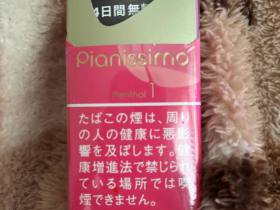 4日間無
Pianissimo
Menthol 1
たばこの煙は、周り
の人の健康に悪影
響を及ぼします。健
康増進法で禁じられ
ている場所では喫
煙できません。